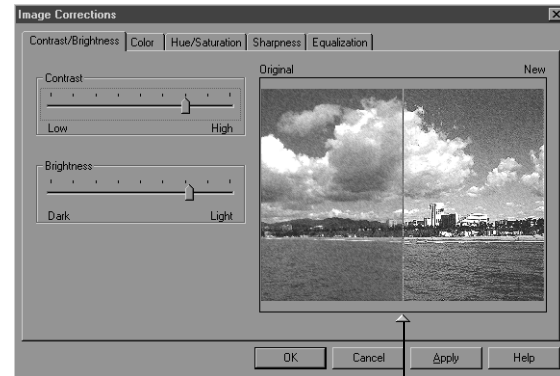 Image Corrections
Contrast/Brightness Color Hue/Saturation Sharpness Equalization
Contrast
Low High
Brightness
Dark Light
Original New
OK Cancel Apply Help